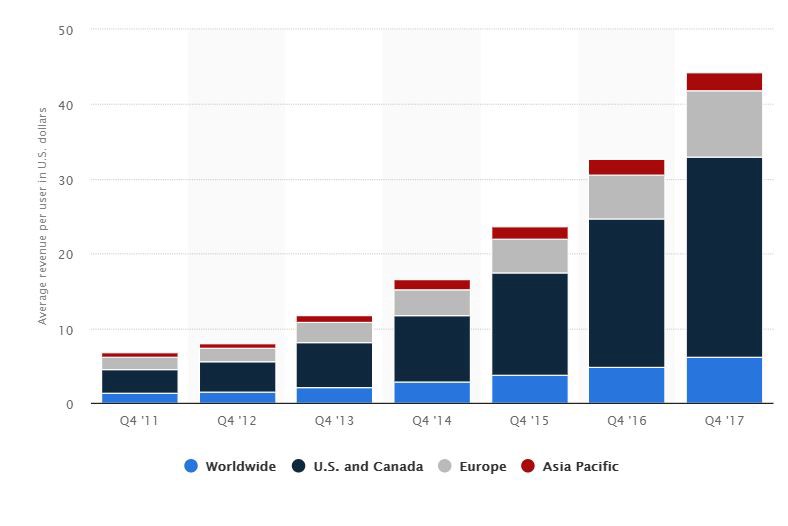 50
40
30
20
10
0
Average revenue per user in U.S. dollars
Q4 '11 Q4 '12 Q4 '13 Q4 '14 Q4 '15 Q4 '16 Q4 '17
Worldwide U.S. and Canada Europe Asia Pacific